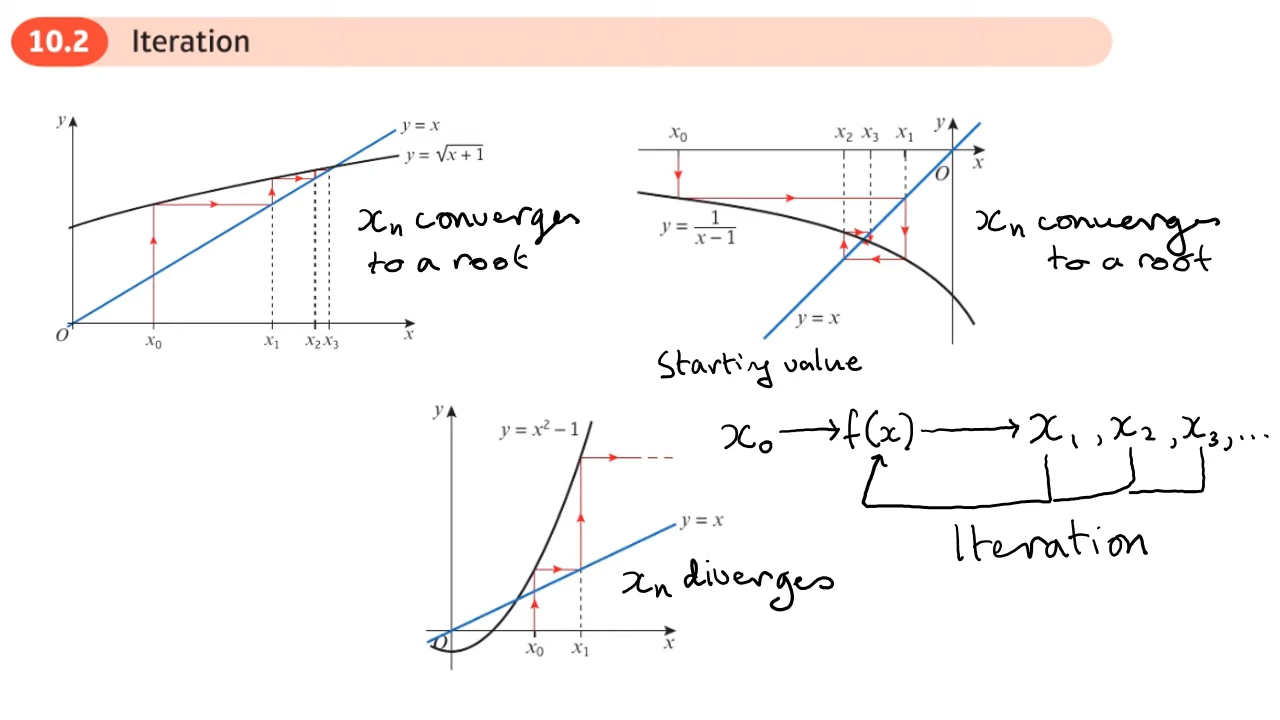 10.2 Iteration
y
y = x
y = √x + 1
xₙ converges
to a root
O
x₀ x₁ x₂ x₃ x
x₀ x₂ x₃ x₁ y
O x
y = 1/(x − 1)
y = x
xₙ converges
to a root
Starting value
x₀ → f(x) → x₁, x₂, x₃, ...
Iteration
y
y = x² − 1
y = x
xₙ diverges
O
x₀ x₁ x